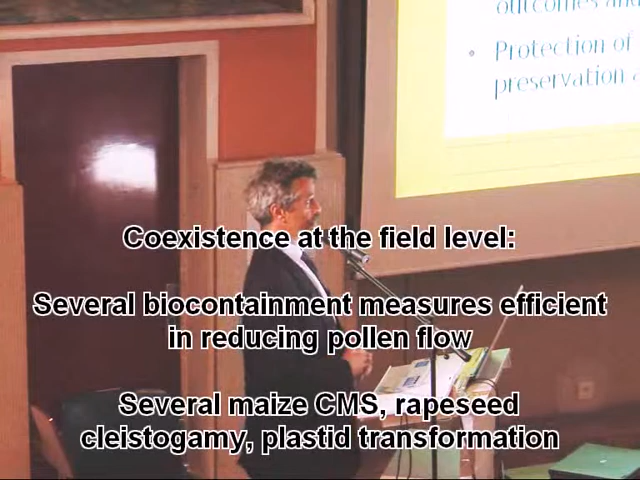 outcomes and
• Protection of
preservation a
Coexistence at the field level:
Several biocontainment measures efficient
in reducing pollen flow
Several maize CMS, rapeseed
cleistogamy, plastid transformation